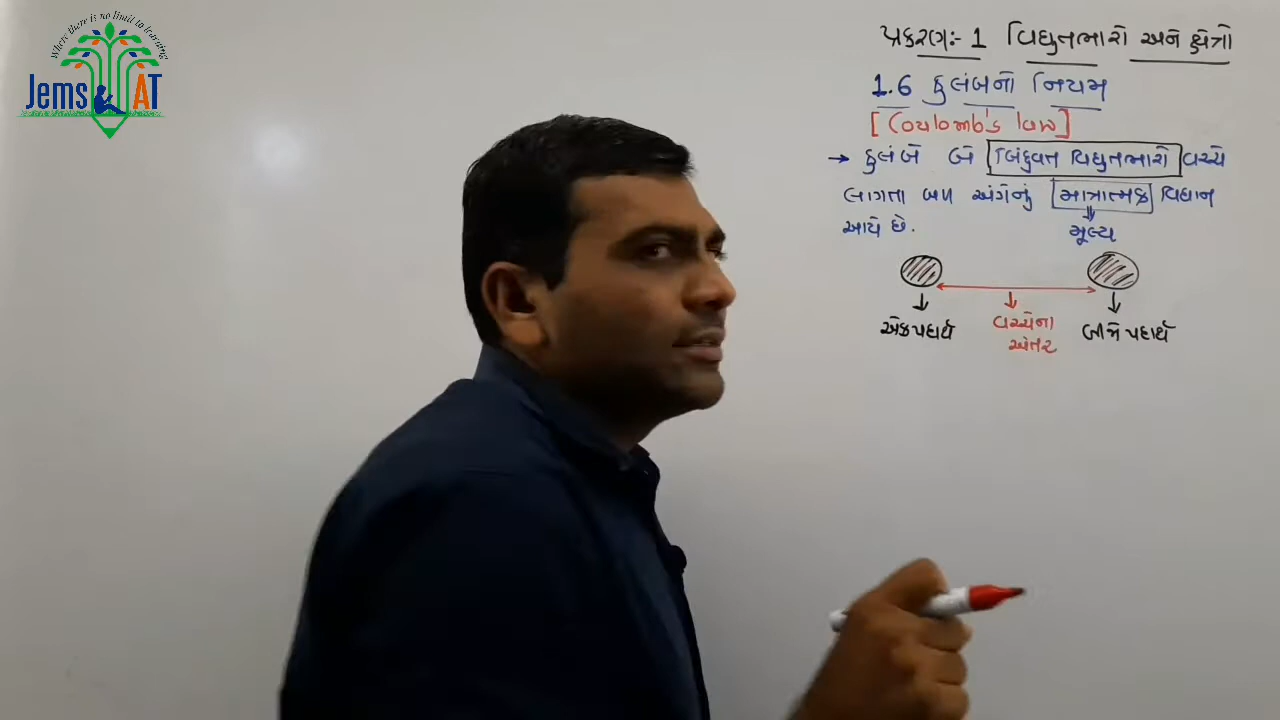 Where there is no limit to learning
Jems AT
પ્રકરણ:- 1 વિદ્યુતભારો અને ક્ષેત્રો
1.6 કુલંબનો નિયમ
[Coulomb's law]
→ કુલંબે બે બિંદુવત વિદ્યુતભારો વચ્ચે
લાગતા બળ અંગેનું માત્રાત્મક વિધાન
આપે છે.
મૂલ્ય
એક પદાર્થ
વચ્ચેના
અંતર
બીજો પદાર્થ